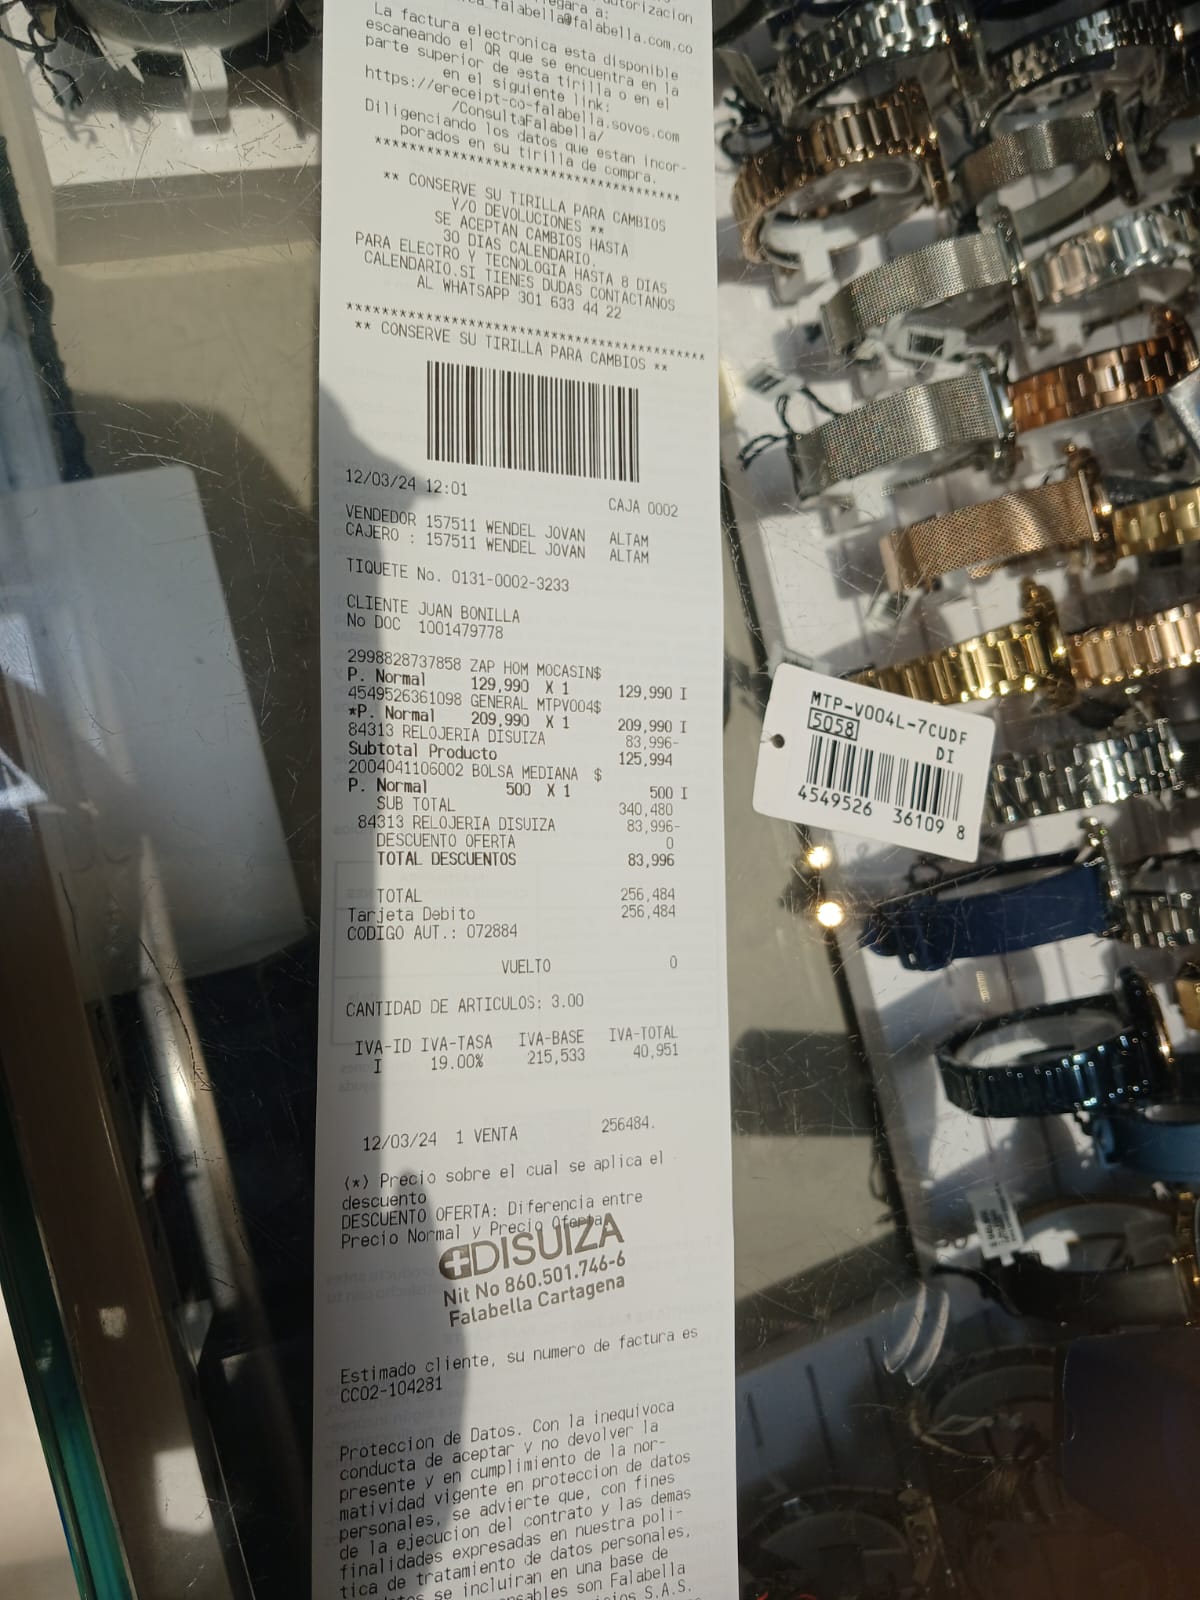 autorizacion
llegara a:
falabella@falabella.com.co
La factura electronica esta disponible
escaneando el QR que se encuentra en la
parte superior de esta tirilla o en el
en el siguiente link:
https://ereceipt-co-falabella.sovos.com
/ConsultaFalabella/
Diligenciando los datos que estan incor-
porados en su tirilla de compra.
****************************************
** CONSERVE SU TIRILLA PARA CAMBIOS
Y/O DEVOLUCIONES **
SE ACEPTAN CAMBIOS HASTA
30 DIAS CALENDARIO.
PARA ELECTRO Y TECNOLOGIA HASTA 8 DIAS
CALENDARIO.SI TIENES DUDAS CONTACTANOS
AL WHATSAPP 301 633 44 22
****************************************
** CONSERVE SU TIRILLA PARA CAMBIOS **
12/03/24 12:01 CAJA 0002
VENDEDOR 157511 WENDEL JOVAN ALTAM
CAJERO : 157511 WENDEL JOVAN ALTAM
TIQUETE No. 0131-0002-3233
CLIENTE JUAN BONILLA
No DOC 1001479778
2998828737858 ZAP HOM MOCASIN$
P. Normal 129,990 X 1 129,990 I
4549526361098 GENERAL MTPV004$
*P. Normal 209,990 X 1 209,990 I
84313 RELOJERIA DISUIZA 83,996-
Subtotal Producto 125,994
2004041106002 BOLSA MEDIANA $
P. Normal 500 X 1 500 I
SUB TOTAL 340,480
84313 RELOJERIA DISUIZA 83,996-
DESCUENTO OFERTA 0
TOTAL DESCUENTOS 83,996
TOTAL 256,484
Tarjeta Debito 256,484
CODIGO AUT.: 072884
VUELTO 0
CANTIDAD DE ARTICULOS: 3.00
IVA-ID IVA-TASA IVA-BASE IVA-TOTAL
I 19.00% 215,533 40,951
12/03/24 1 VENTA 256484.
(*) Precio sobre el cual se aplica el
descuento
DESCUENTO OFERTA: Diferencia entre
Precio Normal y Precio Oferta
DISUIZA
Nit No 860.501.746-6
Falabella Cartagena
Estimado cliente, su numero de factura es
CC02-104281
Proteccion de Datos. Con la inequivoca
conducta de aceptar y no devolver la
presente y en cumplimiento de la nor-
matividad vigente en proteccion de datos
personales, se advierte que, con fines
de la ejecucion del contrato y las demas
finalidades expresadas en nuestra poli-
tica de tratamiento de datos personales,
se incluiran en una base de
son Falabella
S.A.S.
MTP-V004L-7CUDF
5058 DI
4549526 36109 8